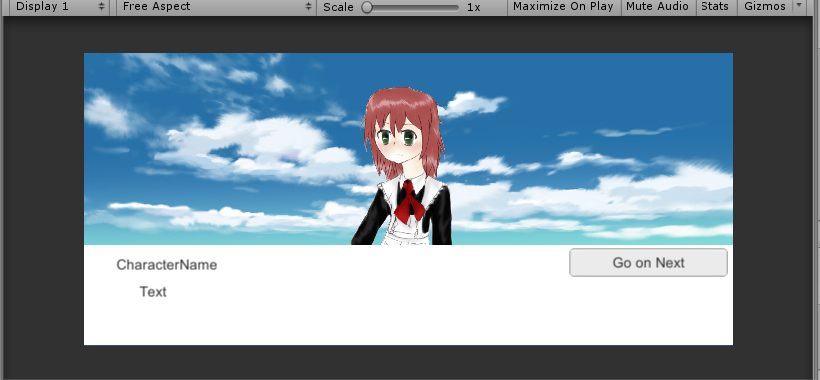 Display 1 Free Aspect Scale 1x Maximize On Play Mute Audio Stats Gizmos
CharacterName Go on Next
Text